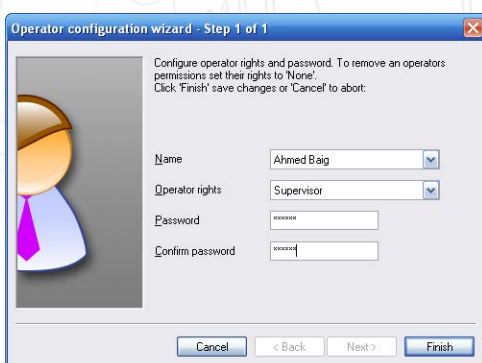 Operator configuration wizard - Step 1 of 1
Configure operator rights and password. To remove an operators
permissions set their rights to 'None'.
Click 'Finish' save changes or 'Cancel' to abort:
Name Ahmed Baig
Operator rights Supervisor
Password ******
Confirm password ******
Cancel < Back Next > Finish